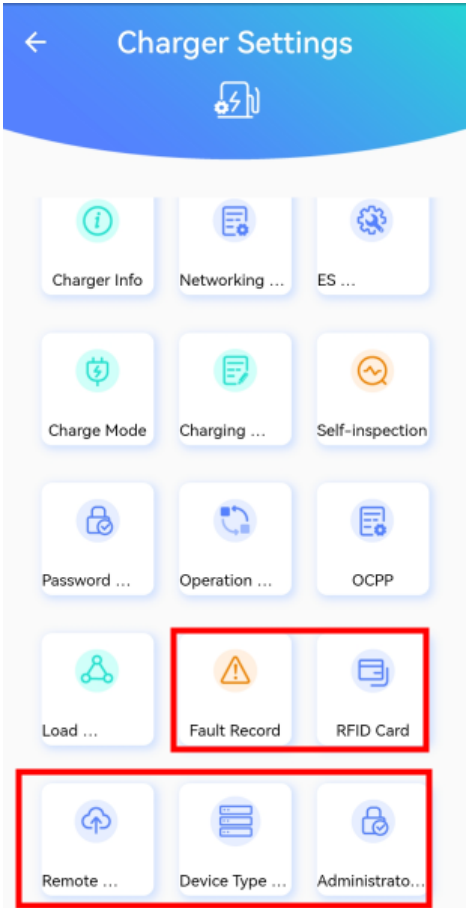 Charger Settings
Charger Info
Networking ...
ES ...
Charge Mode
Charging ...
Self-inspection
Password ...
Operation ...
OCPP
Load ...
Fault Record
RFID Card
Remote ...
Device Type ...
Administrato...